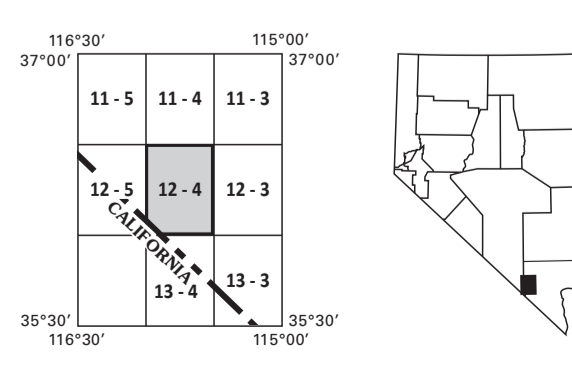 116°30′ 115°00′
37°00′ 37°00′
11 - 5 11 - 4 11 - 3
12 - 5 12 - 4 12 - 3
CALIFORNIA
13 - 4 13 - 3
35°30′ 35°30′
116°30′ 115°00′